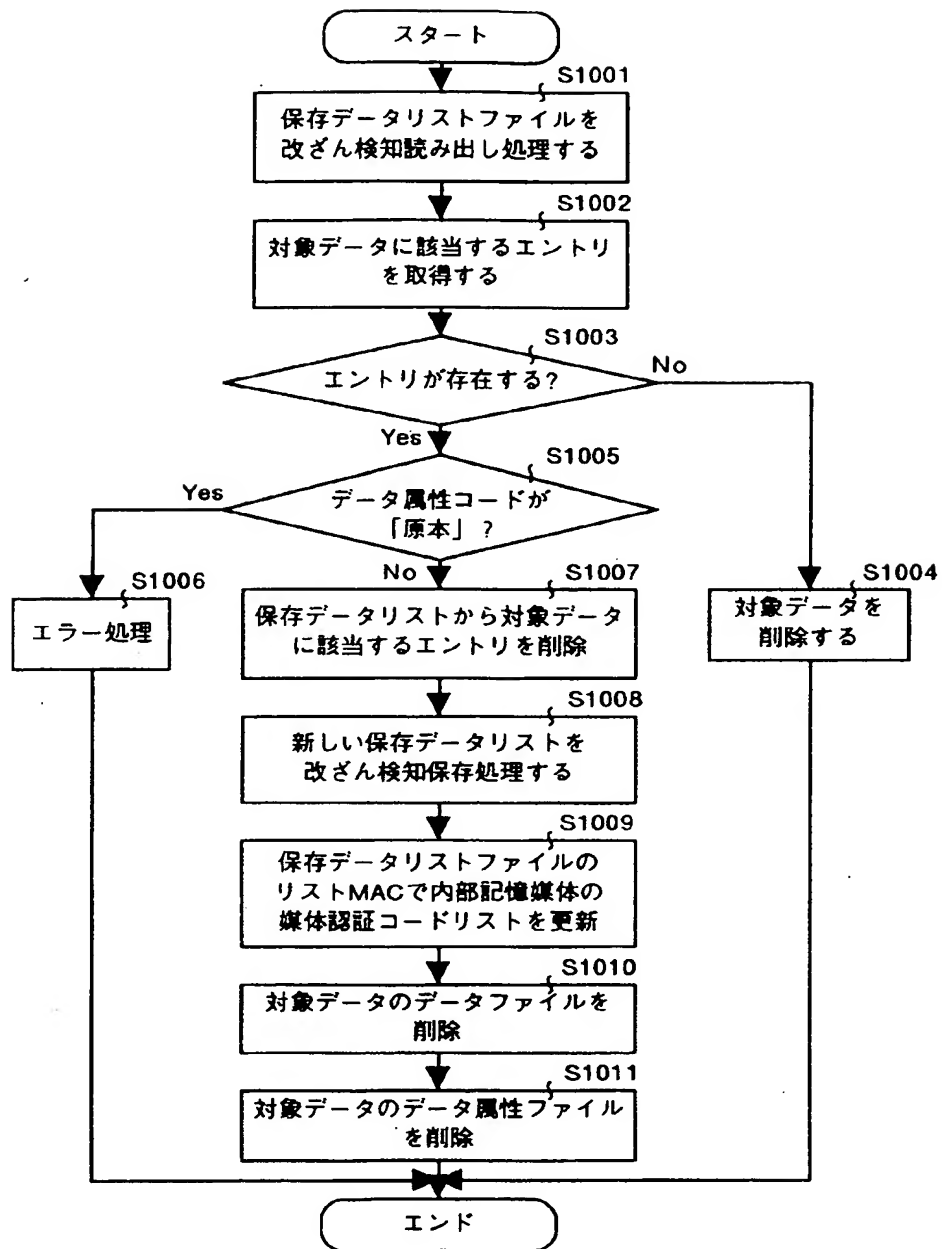 スタート
S1001
保存データリストファイルを
改ざん検知読み出し処理する
S1002
対象データに該当するエントリ
を取得する
S1003
エントリが存在する?
No
Yes
S1005
データ属性コードが
「原本」?
Yes
No
S1006
エラー処理
S1007
保存データリストから対象データ
に該当するエントリを削除
S1004
対象データを
削除する
S1008
新しい保存データリストを
改ざん検知保存処理する
S1009
保存データリストファイルの
リストMACで内部記憶媒体の
媒体認証コードリストを更新
S1010
対象データのデータファイルを
削除
S1011
対象データのデータ属性ファイル
を削除
エンド